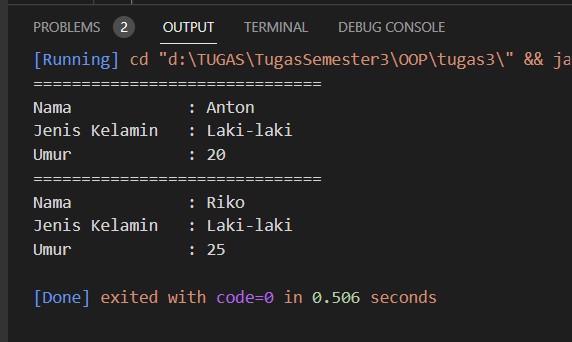 PROBLEMS 2 OUTPUT TERMINAL DEBUG CONSOLE
[Running] cd "d:\TUGAS\TugasSemester3\OOP\tugas3\" && ja
==============================
Nama : Anton
Jenis Kelamin : Laki-laki
Umur : 20
==============================
Nama : Riko
Jenis Kelamin : Laki-laki
Umur : 25
[Done] exited with code=0 in 0.506 seconds